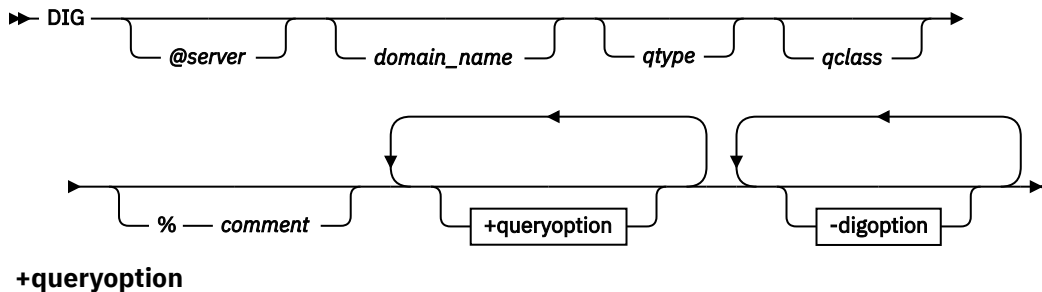 DIG @server domain_name qtype qclass
% comment +queryoption -digoption
+queryoption